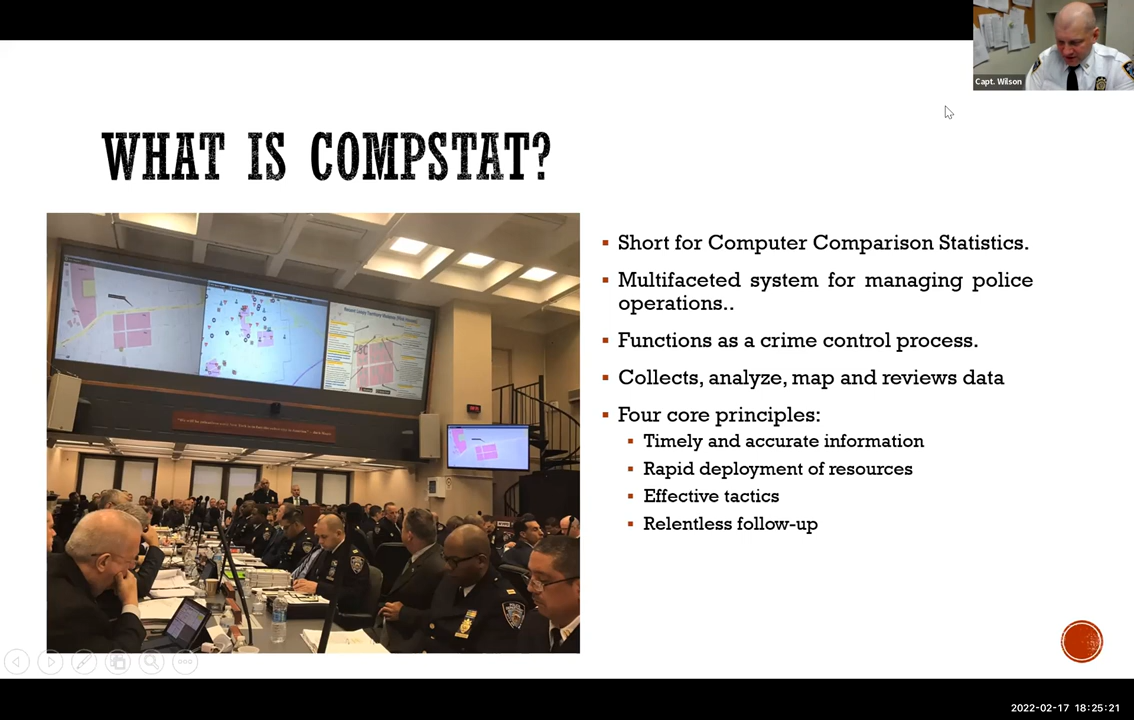 Capt. Wilson
WHAT IS COMPSTAT?
Short for Computer Comparison Statistics.
Multifaceted system for managing police
operations..
Functions as a crime control process.
Collects, analyze, map and reviews data
Four core principles:
Timely and accurate information
Rapid deployment of resources
Effective tactics
Relentless follow-up
2022-02-17 18:25:21